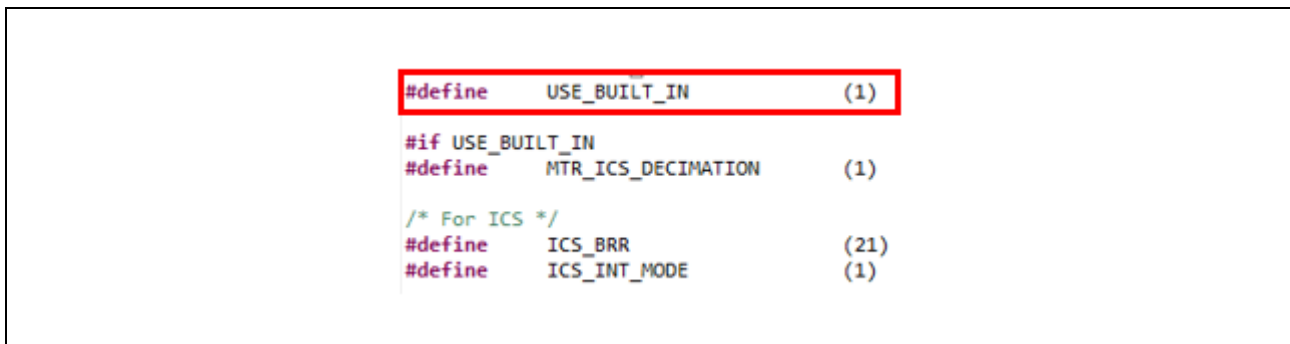 #define USE_BUILT_IN (1)
#if USE_BUILT_IN
#define MTR_ICS_DECIMATION (1)
/* For ICS */
#define ICS_BRR (21)
#define ICS_INT_MODE (1)